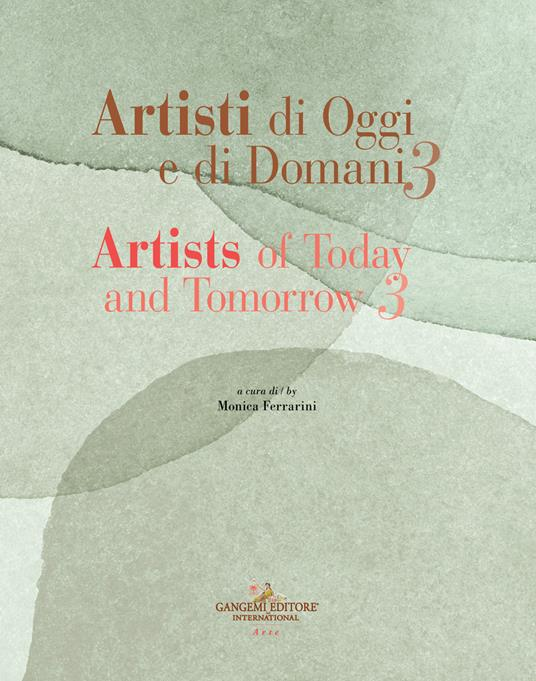 Artisti di Oggi
e di Domani 3
Artists of Today
and Tomorrow 3
a cura di / by
Monica Ferrarini
GANGEMI EDITORE®
INTERNATIONAL
Arte